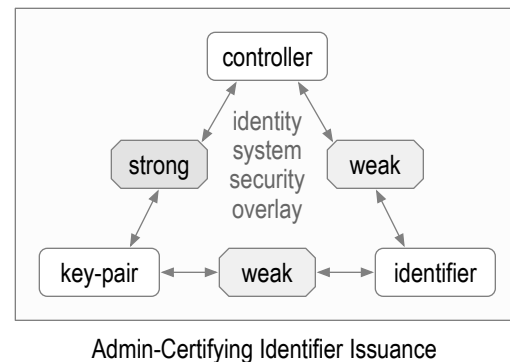 controller
identity
system
security
overlay
strong
weak
key-pair
weak
identifier
Admin-Certifying Identifier Issuance